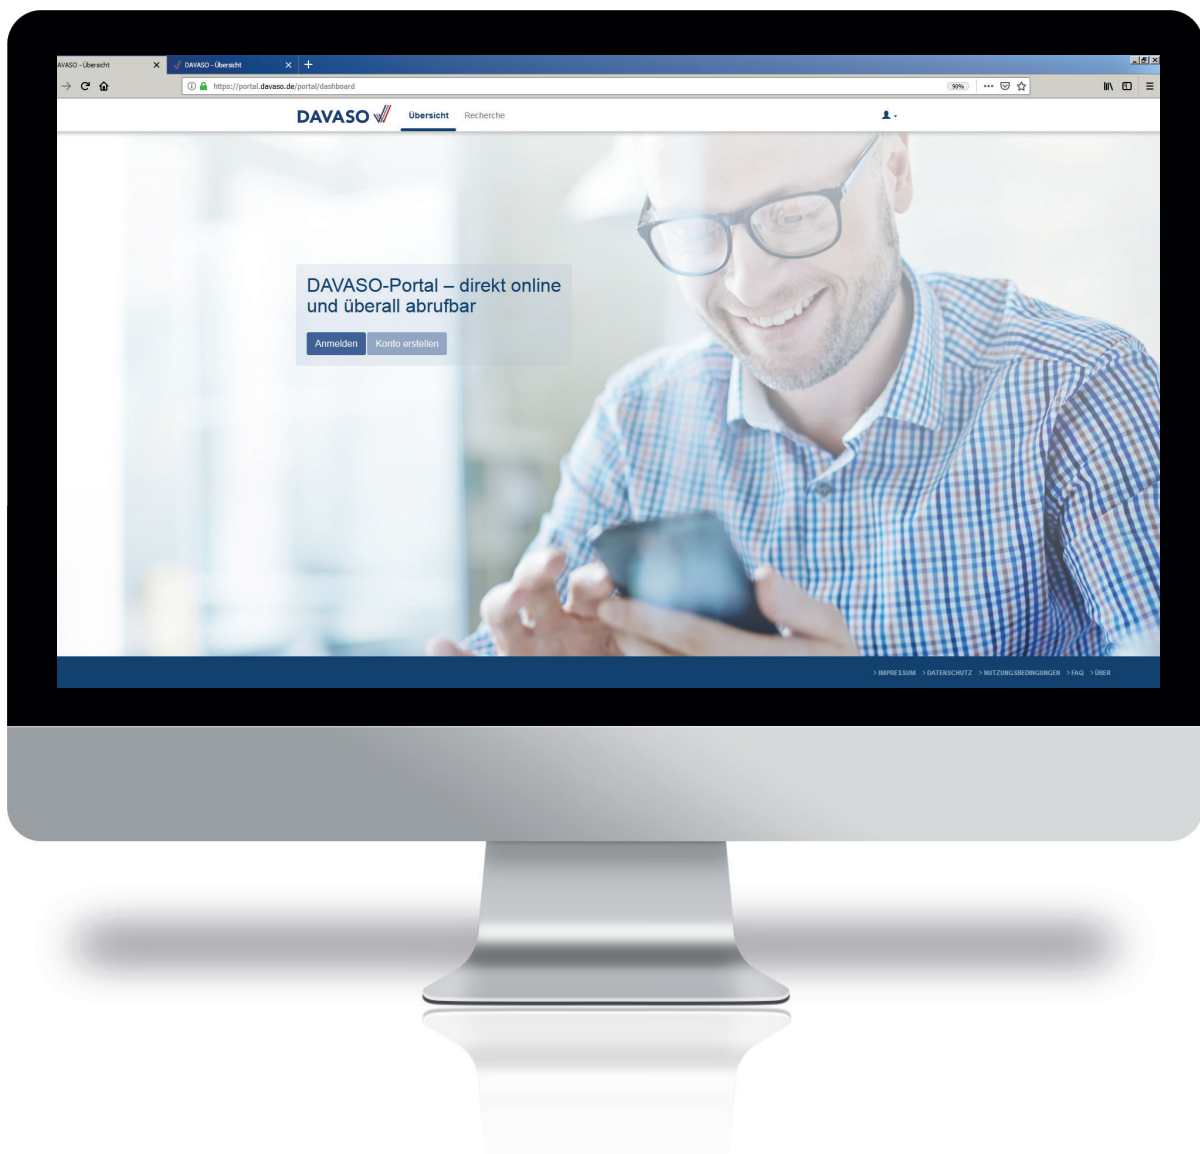 AVASO - Übersicht
DAVASO - Übersicht
https://portal.davaso.de/portal/dashboard
90%
DAVASO
Übersicht
Recherche
DAVASO-Portal – direkt online
und überall abrufbar
Anmelden
Konto erstellen
> IMPRESSUM > DATENSCHUTZ > NUTZUNGSBEDINGUNGEN > FAQ > ÜBER